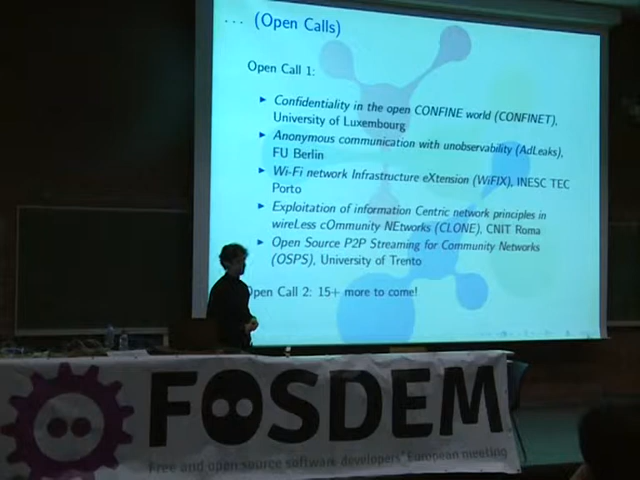 ... (Open Calls)
Open Call 1:
Confidentiality in the open CONFINE world (CONFINET),
University of Luxembourg
Anonymous communication with unobservability (AdLeaks),
FU Berlin
Wi-Fi network Infrastructure eXtension (WiFIX), INESC TEC
Porto
Exploitation of information Centric network principles in
wireLess cOmmunity NEtworks (CLONE), CNIT Roma
Open Source P2P Streaming for Community Networks
(OSPS), University of Trento
Open Call 2: 15+ more to come!
FOSDEM
Free and open source software developers' European meeting